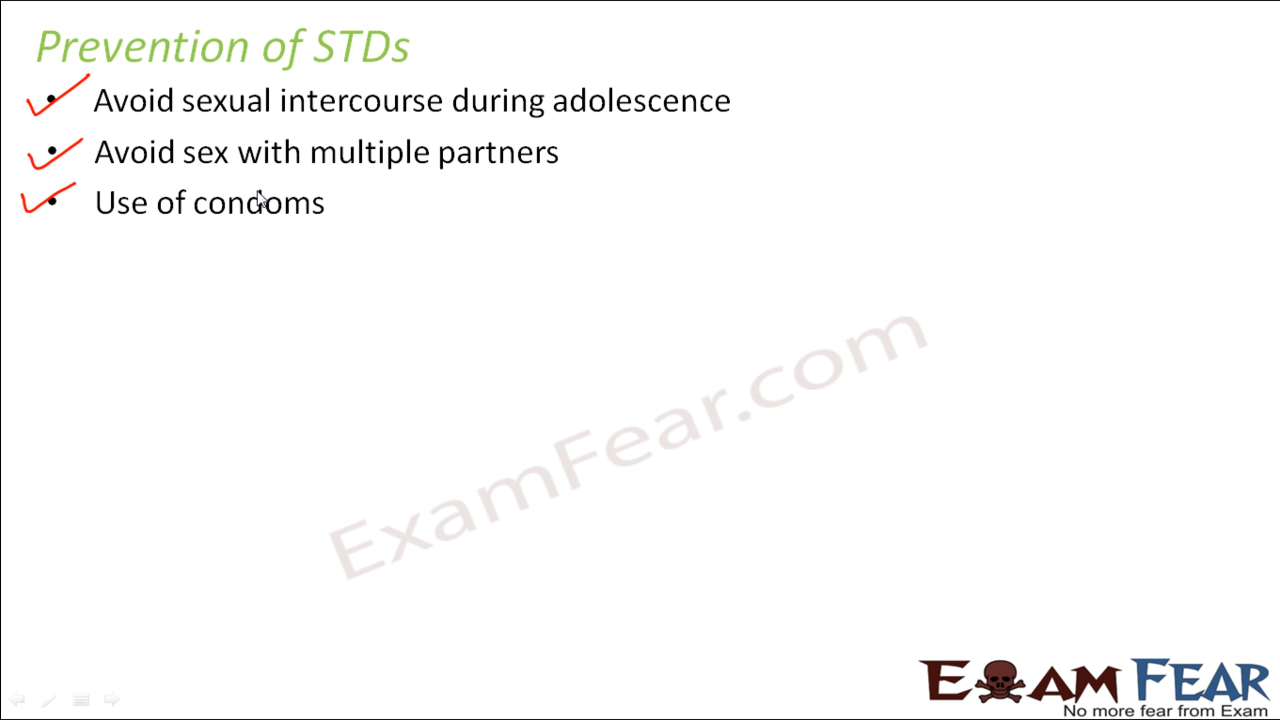 Prevention of STDs
• Avoid sexual intercourse during adolescence
• Avoid sex with multiple partners
• Use of condoms
ExamFear.com
EXAM FEAR
No more fear from Exam